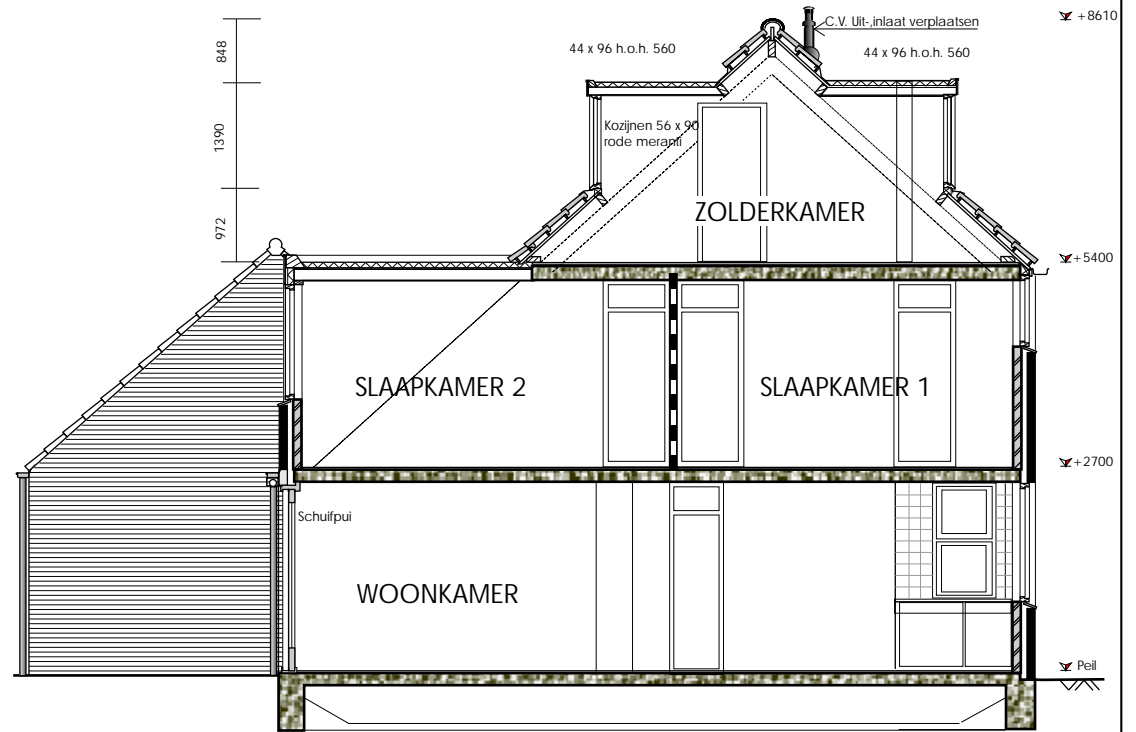 +8610
C.V. Uit-,inlaat verplaatsen
848
44 x 96 h.o.h. 560
44 x 96 h.o.h. 560
1390
Kozijnen 56 x 90
rode meranti
972
ZOLDERKAMER
+5400
SLAAPKAMER 2
SLAAPKAMER 1
+2700
Schuifpui
WOONKAMER
Peil